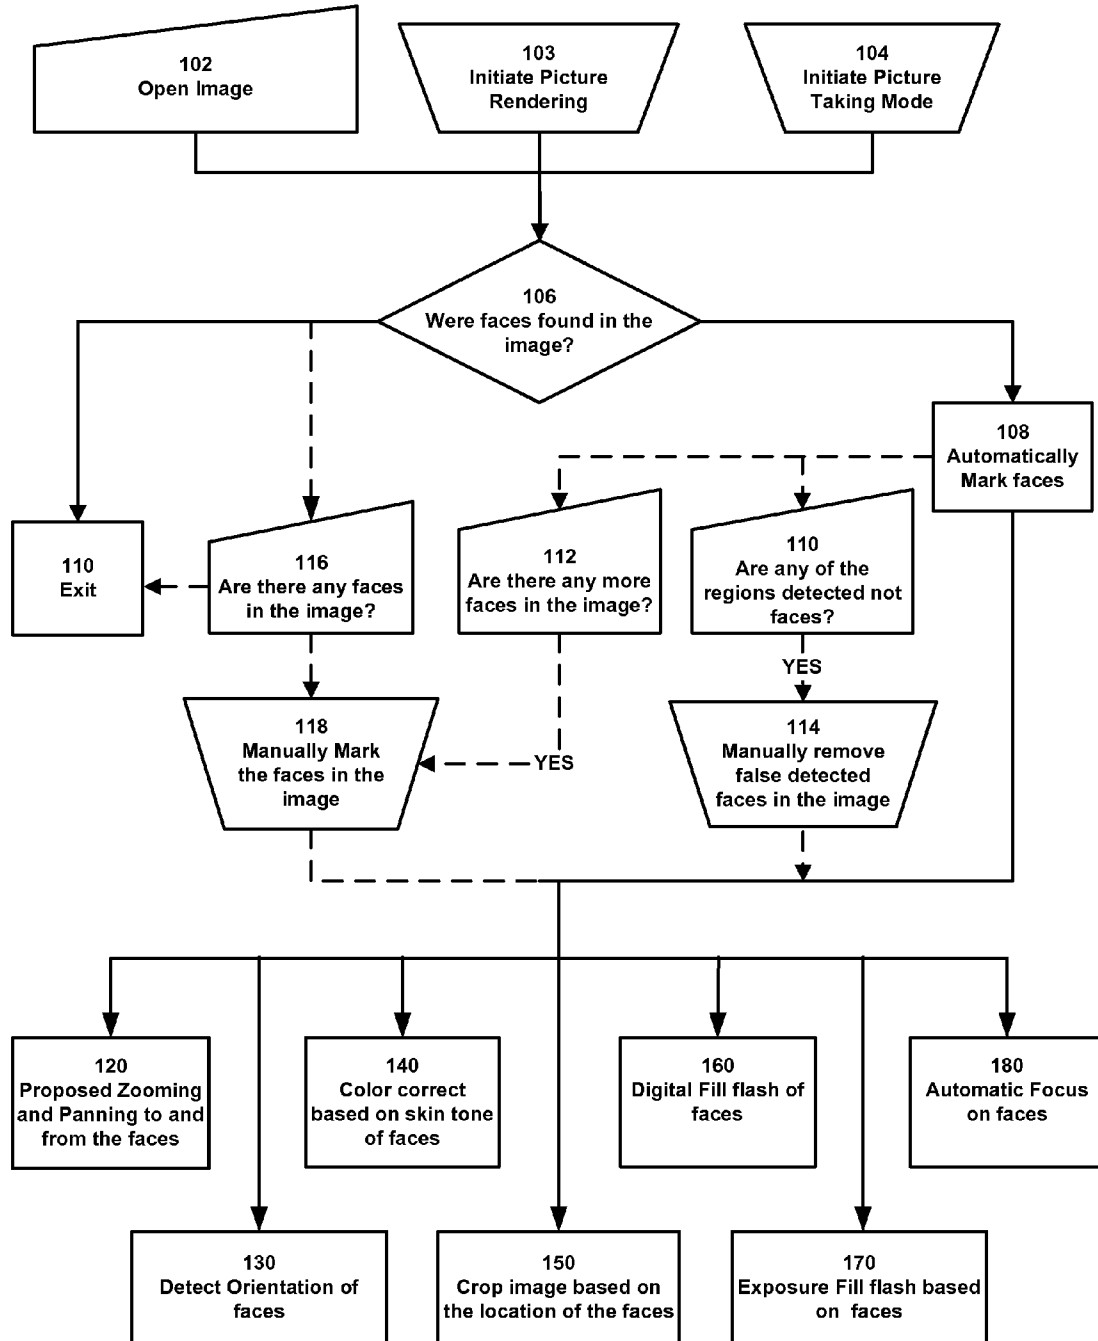 102
Open Image
103
Initiate Picture
Rendering
104
Initiate Picture
Taking Mode
106
Were faces found in the
image?
108
Automatically
Mark faces
110
Exit
116
Are there any faces
in the image?
112
Are there any more
faces in the image?
110
Are any of the
regions detected not
faces?
YES
118
Manually Mark
the faces in the
image
YES
114
Manually remove
false detected
faces in the image
120
Proposed Zooming
and Panning to and
from the faces
140
Color correct
based on skin tone
of faces
160
Digital Fill flash of
faces
180
Automatic Focus
on faces
130
Detect Orientation of
faces
150
Crop image based on
the location of the faces
170
Exposure Fill flash based
on faces